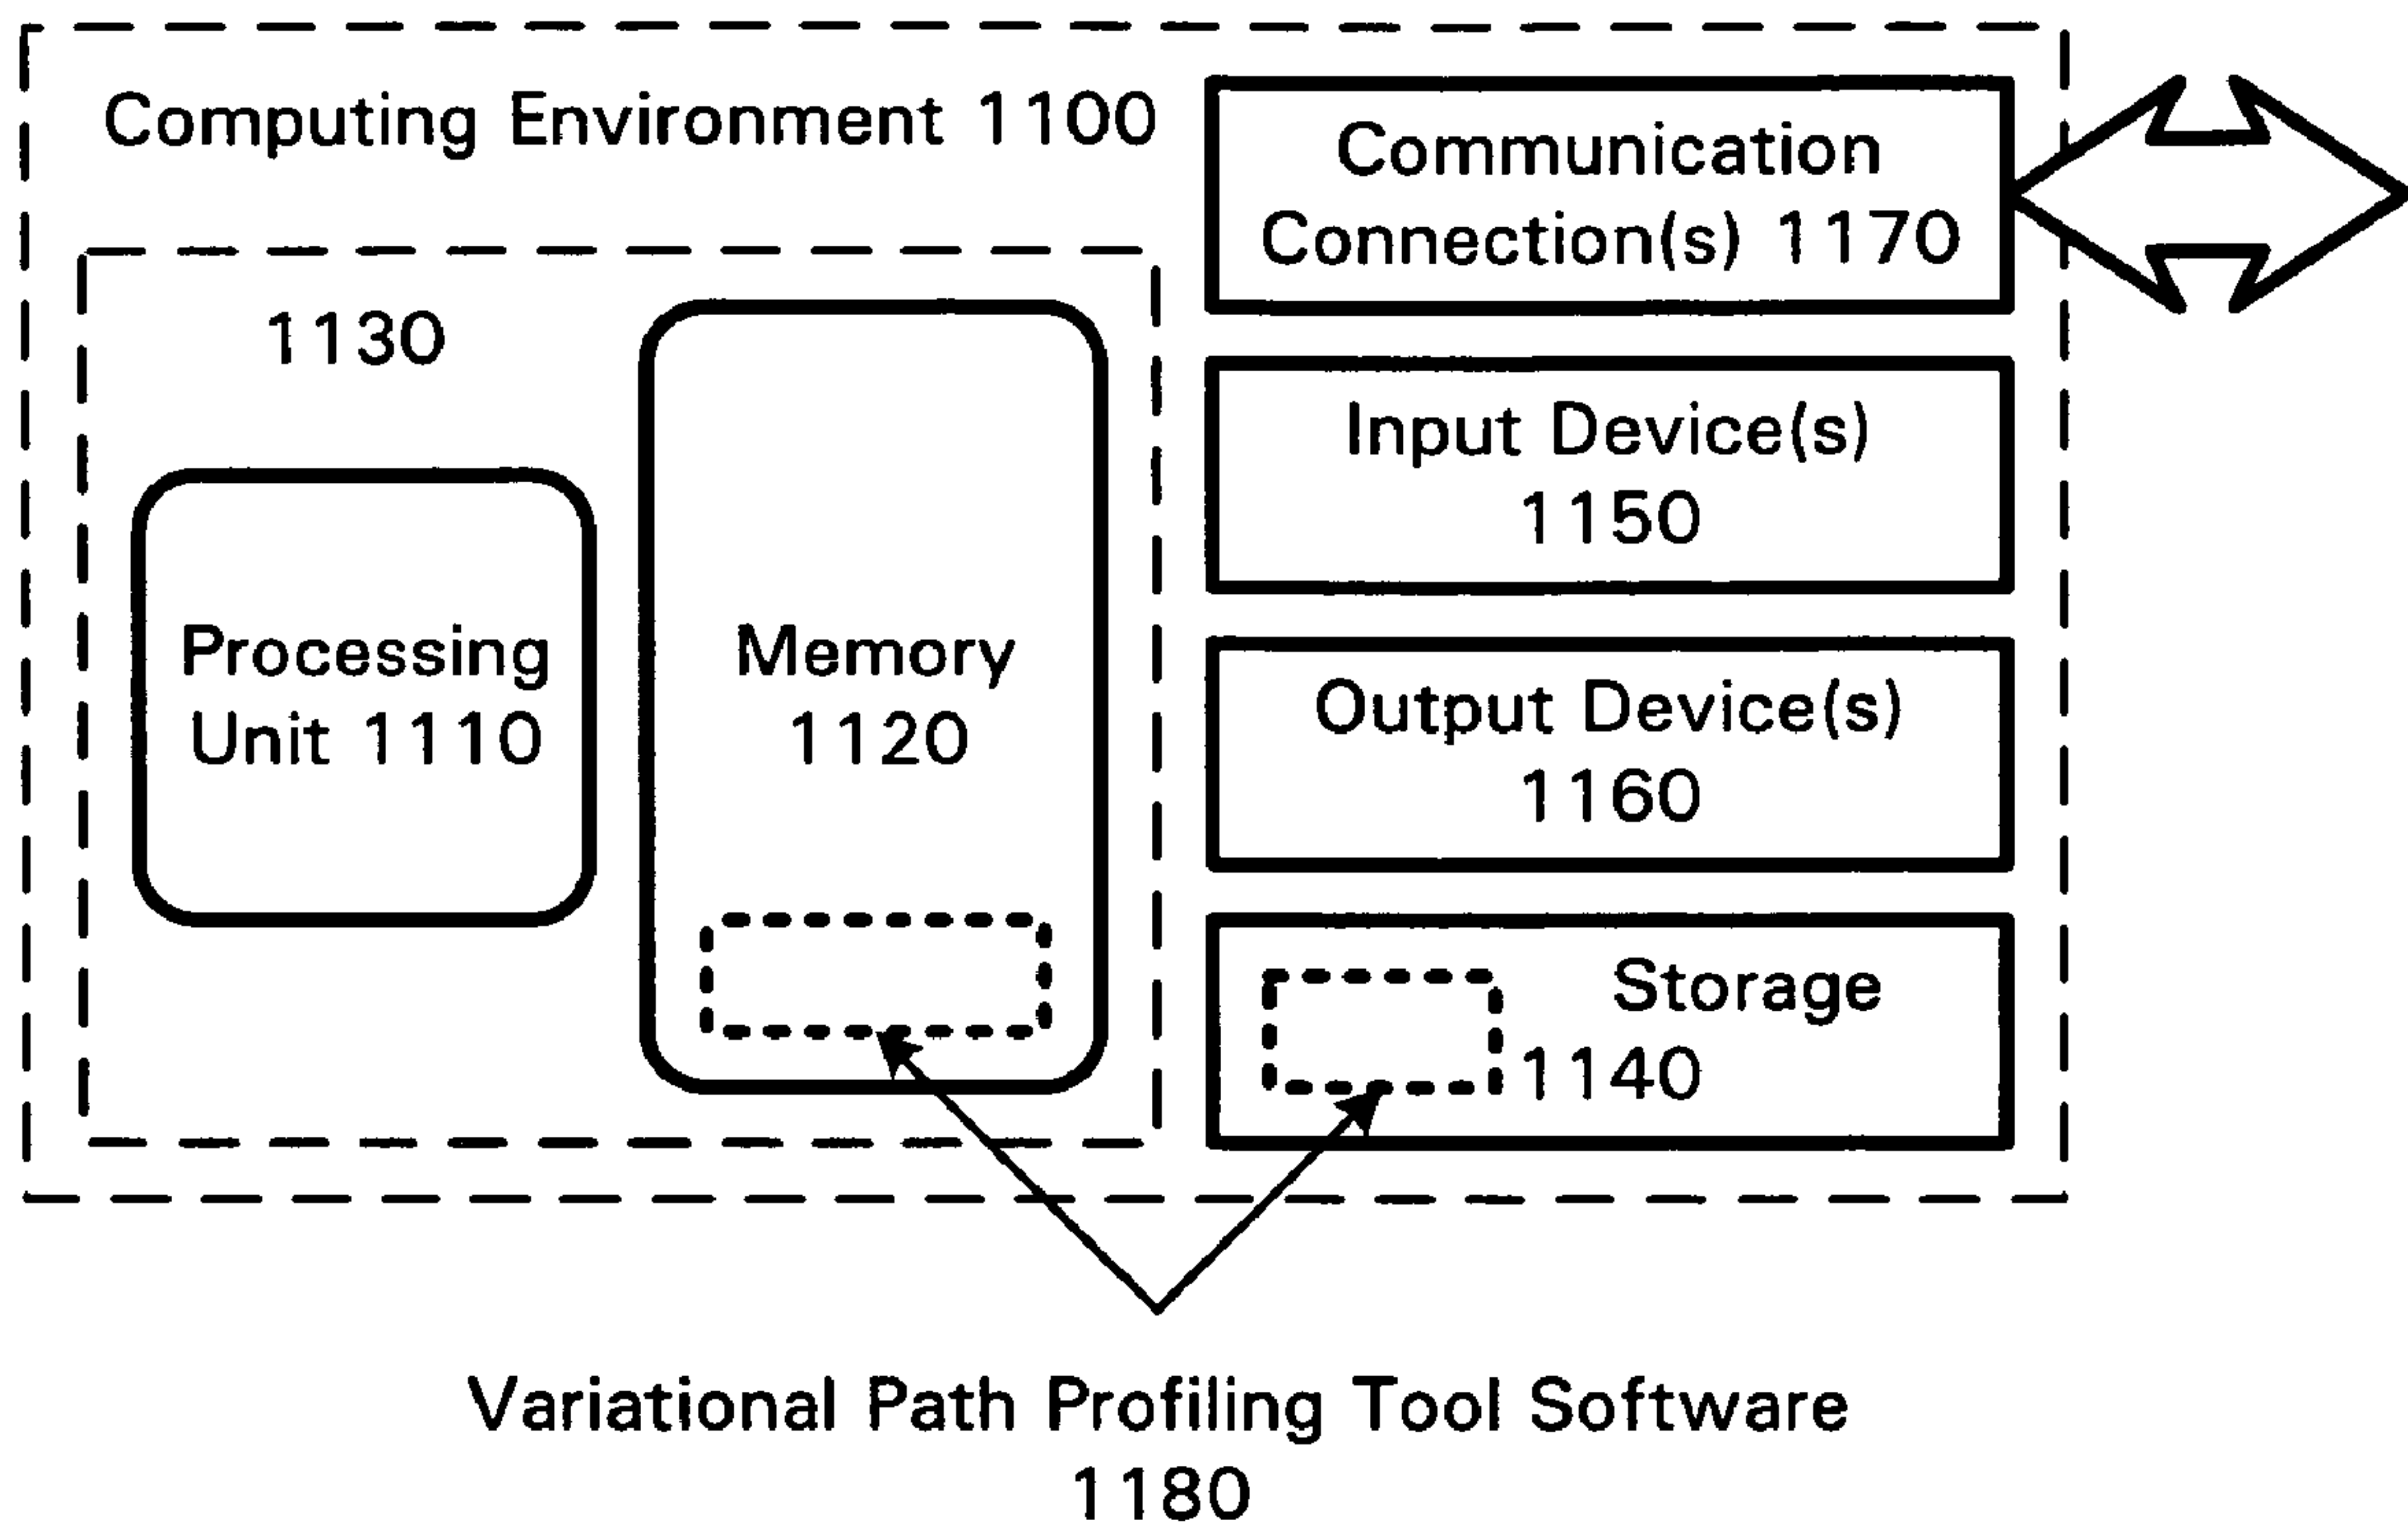 Computing Environment 1100
Communication
Connection(s) 1170
1130
Input Device(s)
1150
Processing
Unit 1110
Memory
1120
Output Device(s)
1160
Storage
1140
Variational Path Profiling Tool Software
1180